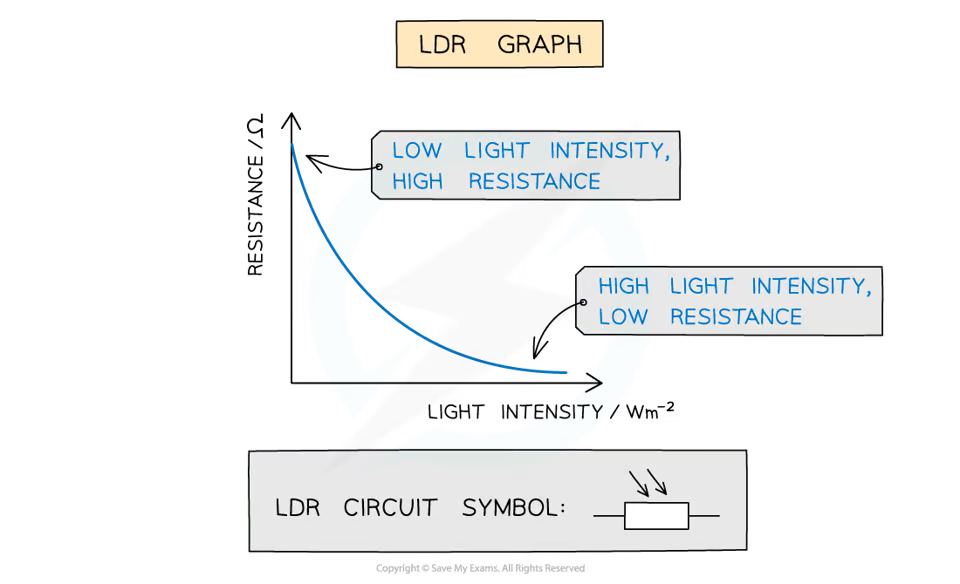 LDR GRAPH
RESISTANCE / Ω
LOW LIGHT INTENSITY,
HIGH RESISTANCE
HIGH LIGHT INTENSITY,
LOW RESISTANCE
LIGHT INTENSITY / Wm⁻²
LDR CIRCUIT SYMBOL:
Copyright © Save My Exams. All Rights Reserved